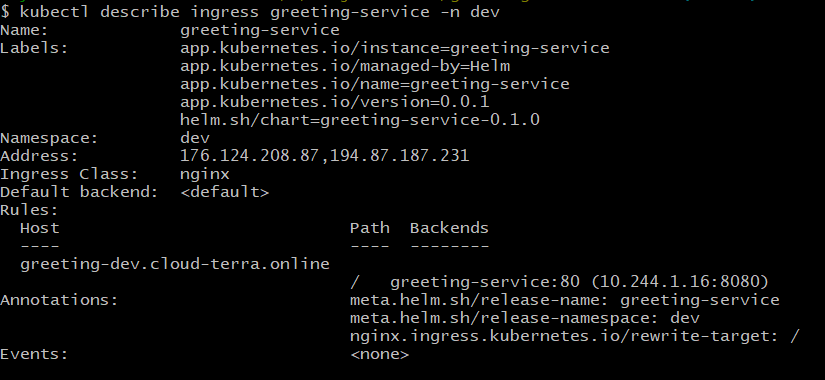 $ kubectl describe ingress greeting-service -n dev
Name:             greeting-service
Labels:           app.kubernetes.io/instance=greeting-service
                  app.kubernetes.io/managed-by=Helm
                  app.kubernetes.io/name=greeting-service
                  app.kubernetes.io/version=0.0.1
                  helm.sh/chart=greeting-service-0.1.0
Namespace:        dev
Address:          176.124.208.87,194.87.187.231
Ingress Class:    nginx
Default backend:  <default>
Rules:
  Host                             Path  Backends
  ----                             ----  --------
  greeting-dev.cloud-terra.online
                                   /   greeting-service:80 (10.244.1.16:8080)
Annotations:                       meta.helm.sh/release-name: greeting-service
                                   meta.helm.sh/release-namespace: dev
                                   nginx.ingress.kubernetes.io/rewrite-target: /
Events:                            <none>